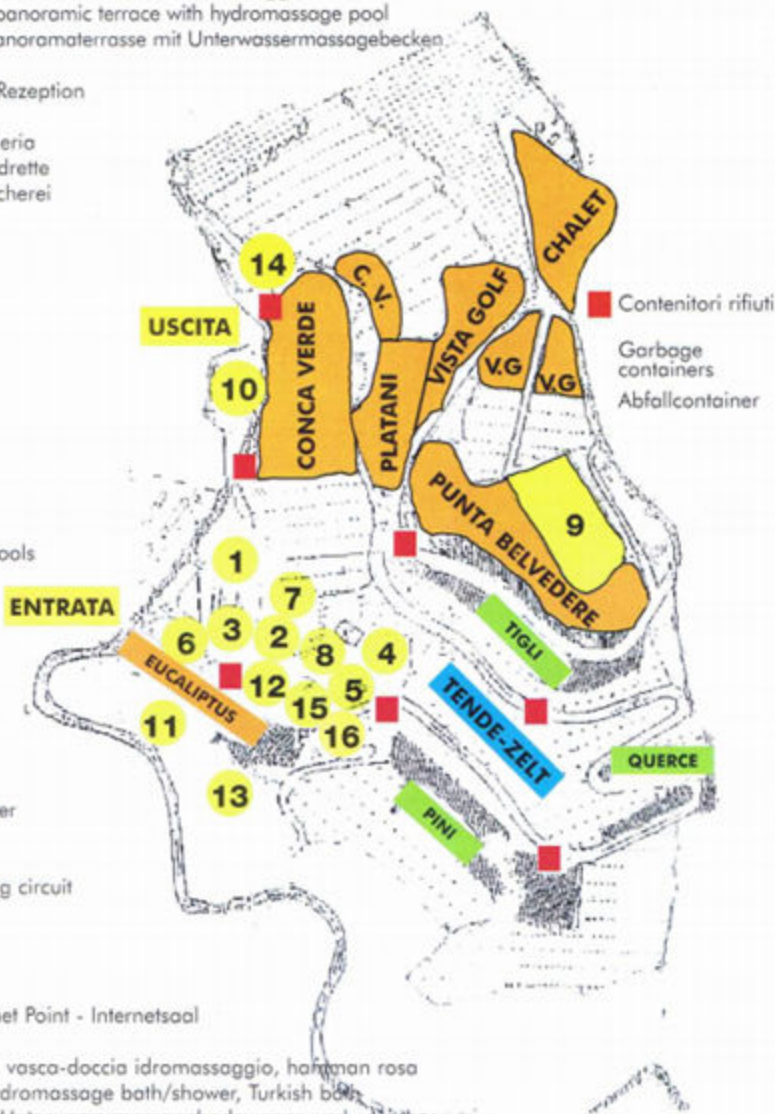 panoramic terrace with hydromassage pool
anoramaterrasse mit Unterwassermassagebecken
Rezeption
eria
drette
cherei
CHALET
14
C. V.
VISTA GOLF
Contenitori rifiuti
USCITA
CONCA VERDE
V.G
V.G
Garbage
containers
Abfallcontainer
10
PLATANI
PUNTA BELVEDERE
9
ools
1
7
ENTRATA
3
2
6
8
4
TIGLI
EUCALIPTUS
12
5
15
16
11
TENDE-ZELT
QUERCE
13
PINI
er
g circuit
net Point - Internetsaal
vasca-doccia idromassaggio, hamman rosa
dromassage bath/shower, Turkish bath